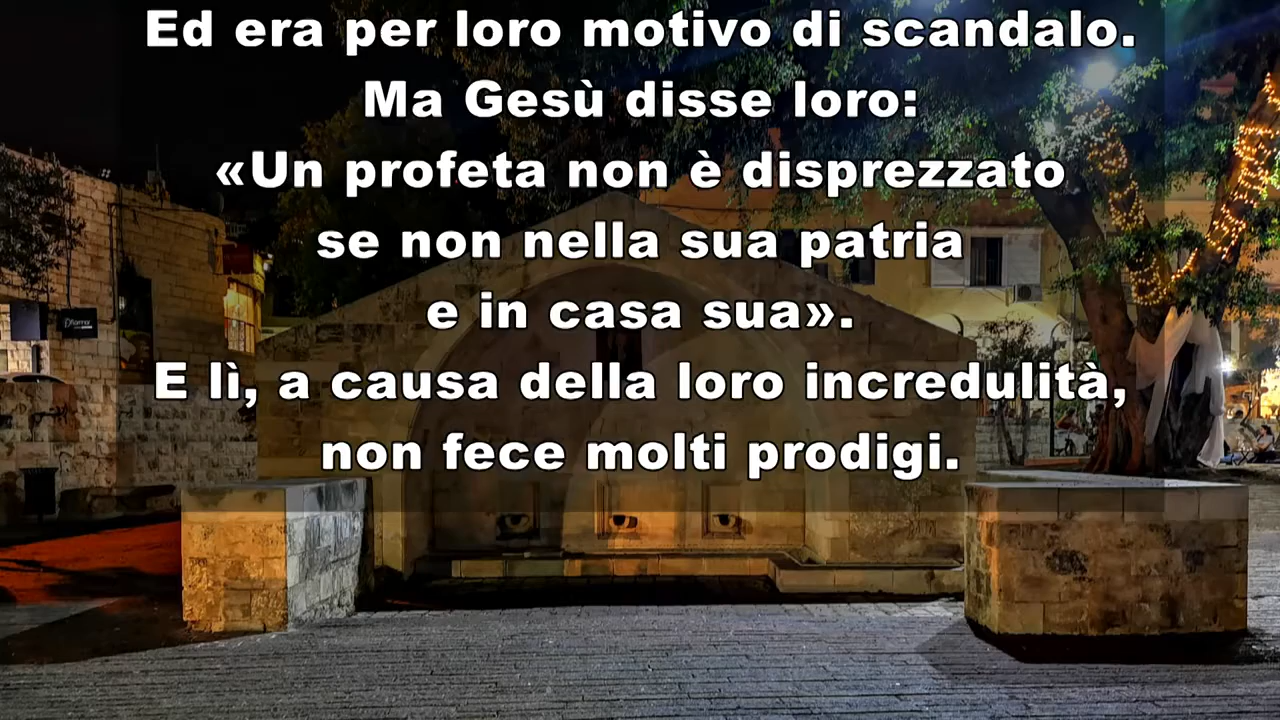 Ed era per loro motivo di scandalo.
Ma Gesù disse loro:
«Un profeta non è disprezzato
se non nella sua patria
e in casa sua».
E lì, a causa della loro incredulità,
non fece molti prodigi.